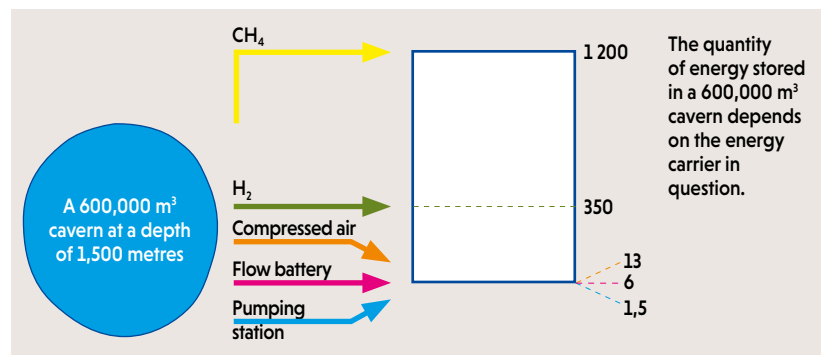 CH₄
1 200
The quantity
of energy stored
in a 600,000 m³
cavern depends
on the energy
carrier in
question.
A 600,000 m³
cavern at a depth
of 1,500 metres
H₂
350
Compressed air
Flow battery
Pumping
station
13
6
1,5